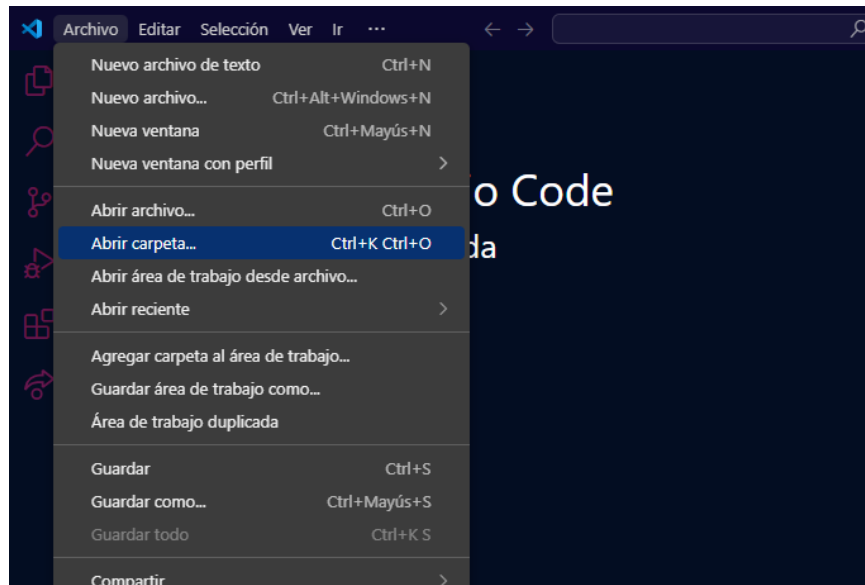 Archivo Editar Selección Ver Ir ···
Nuevo archivo de texto Ctrl+N
Nuevo archivo... Ctrl+Alt+Windows+N
Nueva ventana Ctrl+Mayús+N
Nueva ventana con perfil
o Code
Abrir archivo... Ctrl+O
Abrir carpeta... Ctrl+K Ctrl+O
da
Abrir área de trabajo desde archivo...
Abrir reciente
Agregar carpeta al área de trabajo...
Guardar área de trabajo como...
Área de trabajo duplicada
Guardar Ctrl+S
Guardar como... Ctrl+Mayús+S
Guardar todo Ctrl+K S
Compartir